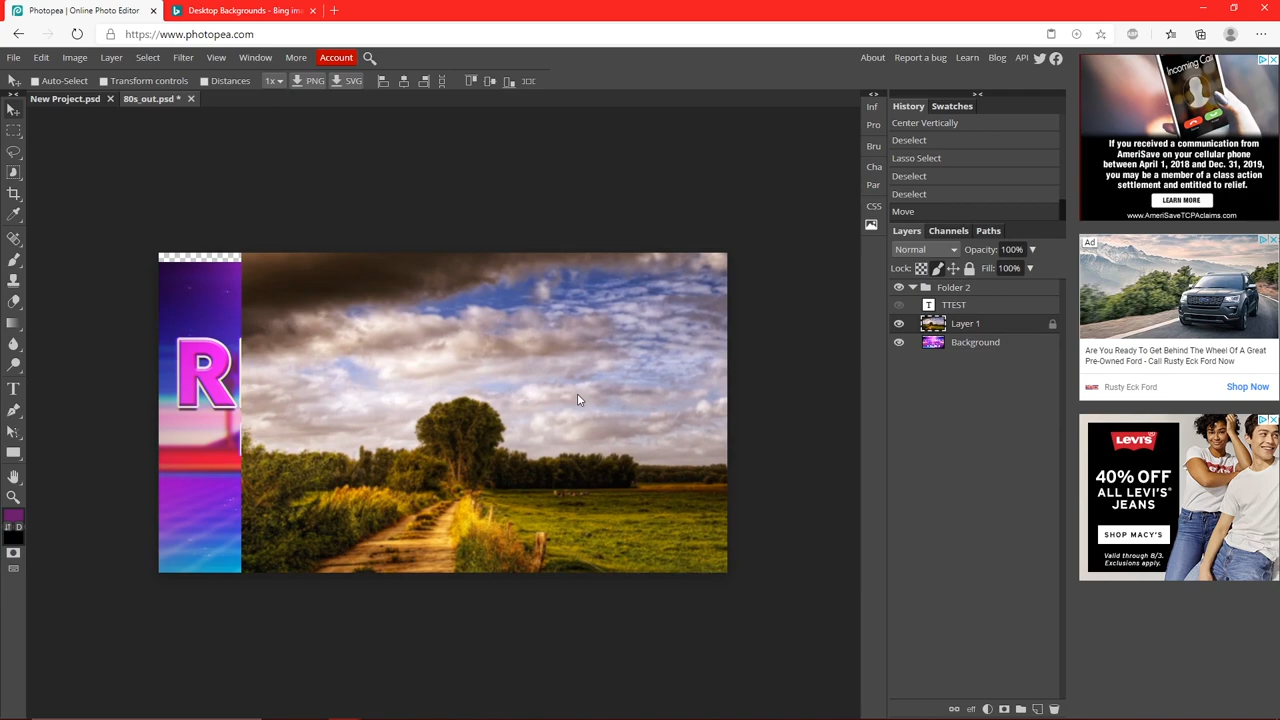 Photopea | Online Photo Editor
Desktop Backgrounds - Bing ima
https://www.photopea.com
File Edit Image Layer Select Filter View Window More Account
About Report a bug Learn Blog API
Auto-Select Transform controls Distances 1x PNG SVG
New Project.psd 80s_out.psd *
Inf
Pro
Bru
Cha
Par
CSS
History Swatches
Center Vertically
Deselect
Lasso Select
Deselect
Deselect
Move
Layers Channels Paths
Normal Opacity: 100%
Lock: Fill: 100%
Folder 2
T TTEST
Layer 1
Background
eff
R
T
D
Incoming Call
If you received a communication from
AmeriSave on your cellular phone
between April 1, 2018 and Dec. 31, 2019,
you may be a member of a class action
settlement and entitled to relief.
LEARN MORE
www.AmeriSaveTCPAclaims.com
Ad
Are You Ready To Get Behind The Wheel Of A Great
Pre-Owned Ford - Call Rusty Eck Ford Now
Rusty Eck Ford Shop Now
LEVI'S
40% OFF
ALL LEVI'S®
JEANS
SHOP MACY'S
Valid through 8/3.
Exclusions apply.